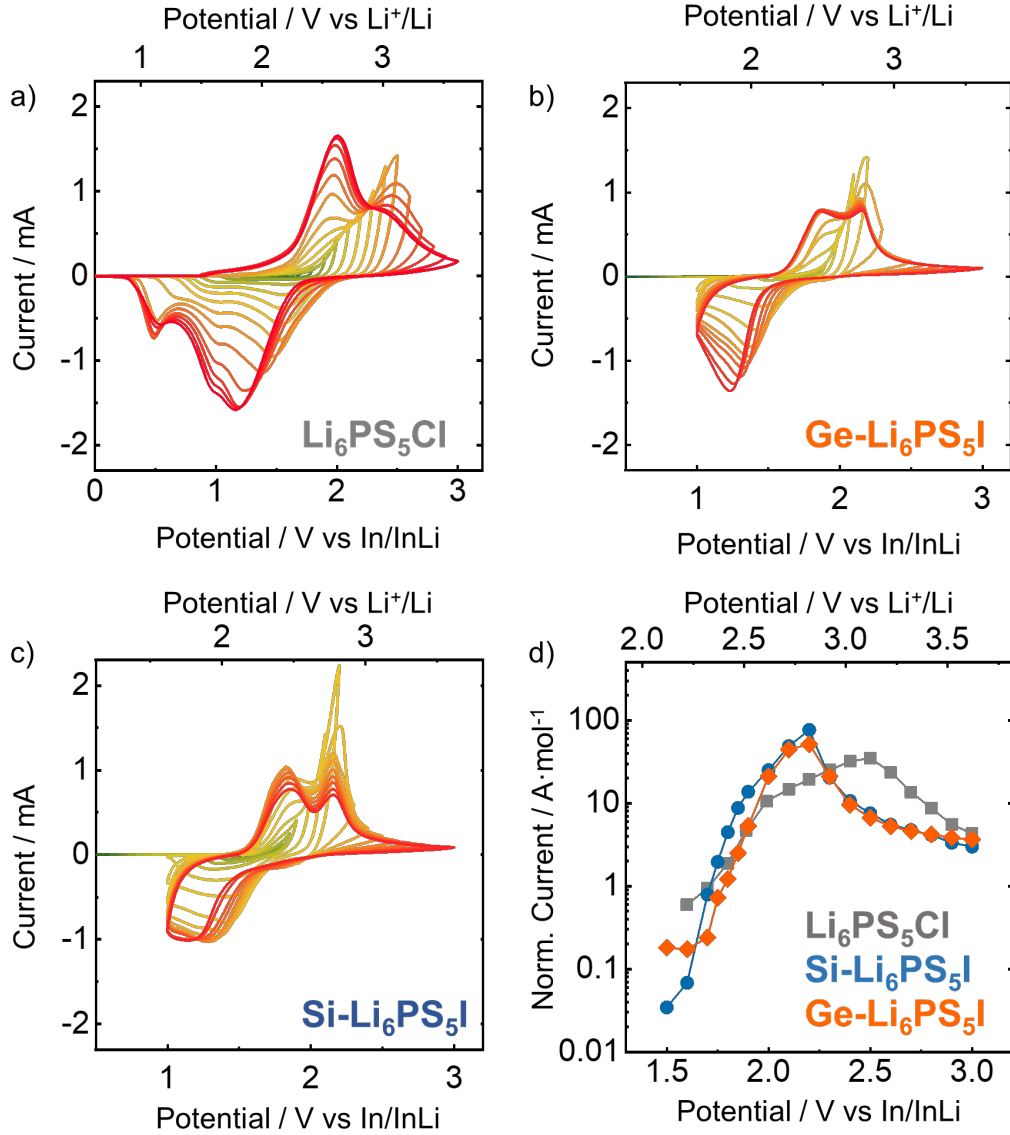 Potential / V vs Li⁺/Li
1 2 3
a)
Current / mA
2
1
0
-1
-2
Li₆PS₅Cl
0 1 2 3
Potential / V vs In/InLi
Potential / V vs Li⁺/Li
2 3
b)
Current / mA
2
1
0
-1
-2
Ge-Li₆PS₅I
1 2 3
Potential / V vs In/InLi
Potential / V vs Li⁺/Li
2 3
c)
Current / mA
2
1
0
-1
-2
Si-Li₆PS₅I
1 2 3
Potential / V vs In/InLi
Potential / V vs Li⁺/Li
2.0 2.5 3.0 3.5
d)
Norm. Current / A·mol⁻¹
100
10
1
0.1
0.01
Li₆PS₅Cl
Si-Li₆PS₅I
Ge-Li₆PS₅I
1.5 2.0 2.5 3.0
Potential / V vs In/InLi